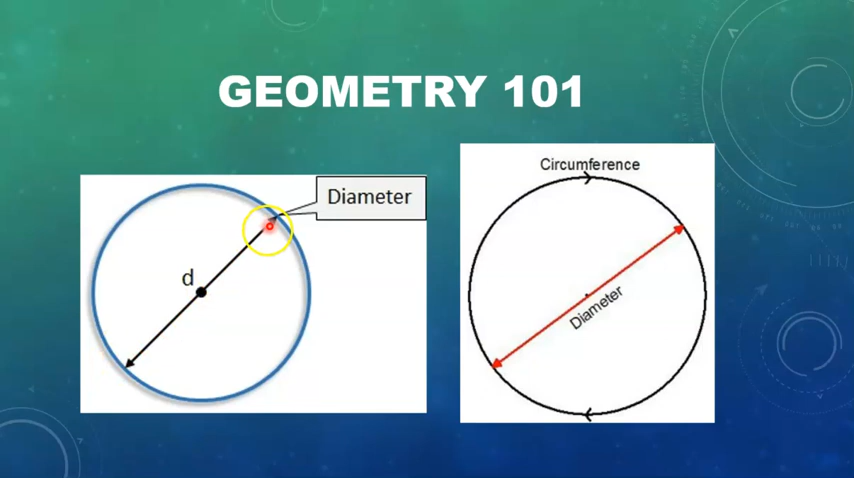 GEOMETRY 101
Diameter
d
Circumference
Diameter